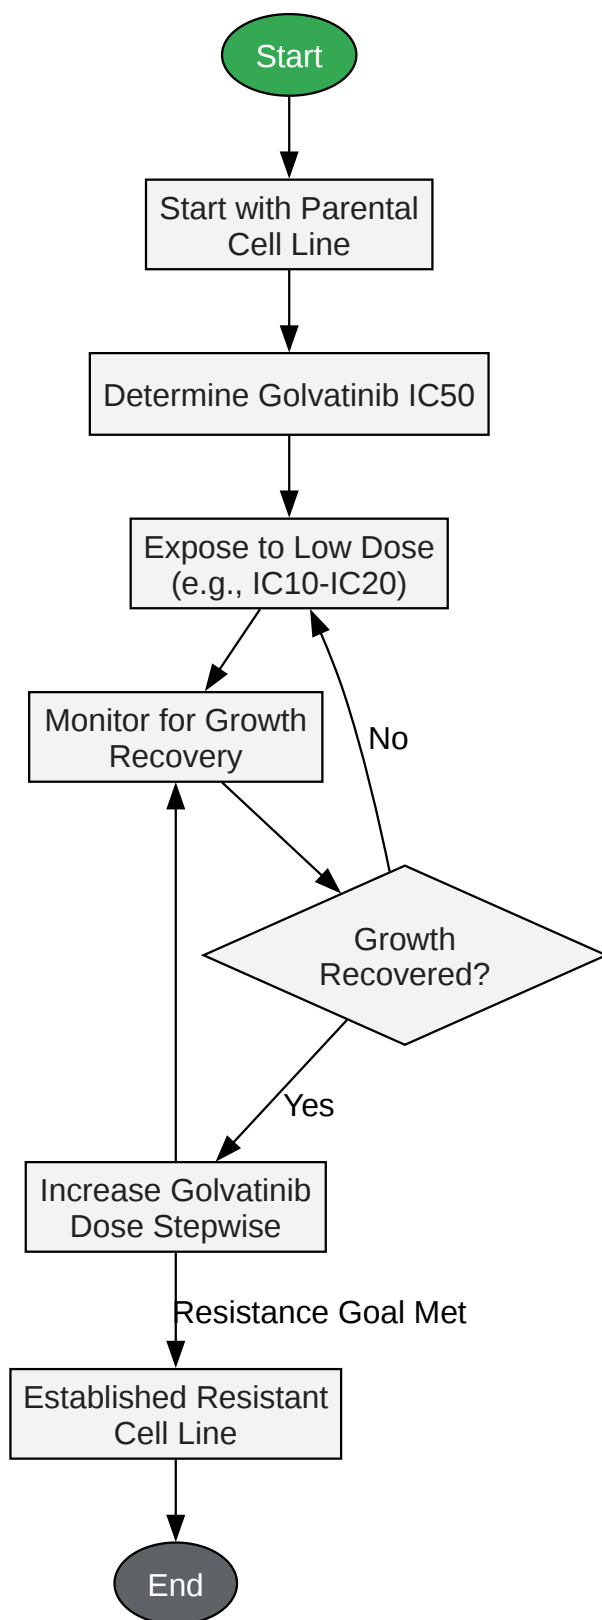 Start
Start with Parental
Cell Line
Determine Golvatinib IC50
Expose to Low Dose
(e.g., IC10-IC20)
Monitor for Growth
Recovery
No
Growth
Recovered?
Yes
Increase Golvatinib
Dose Stepwise
Resistance Goal Met
Established Resistant
Cell Line
End